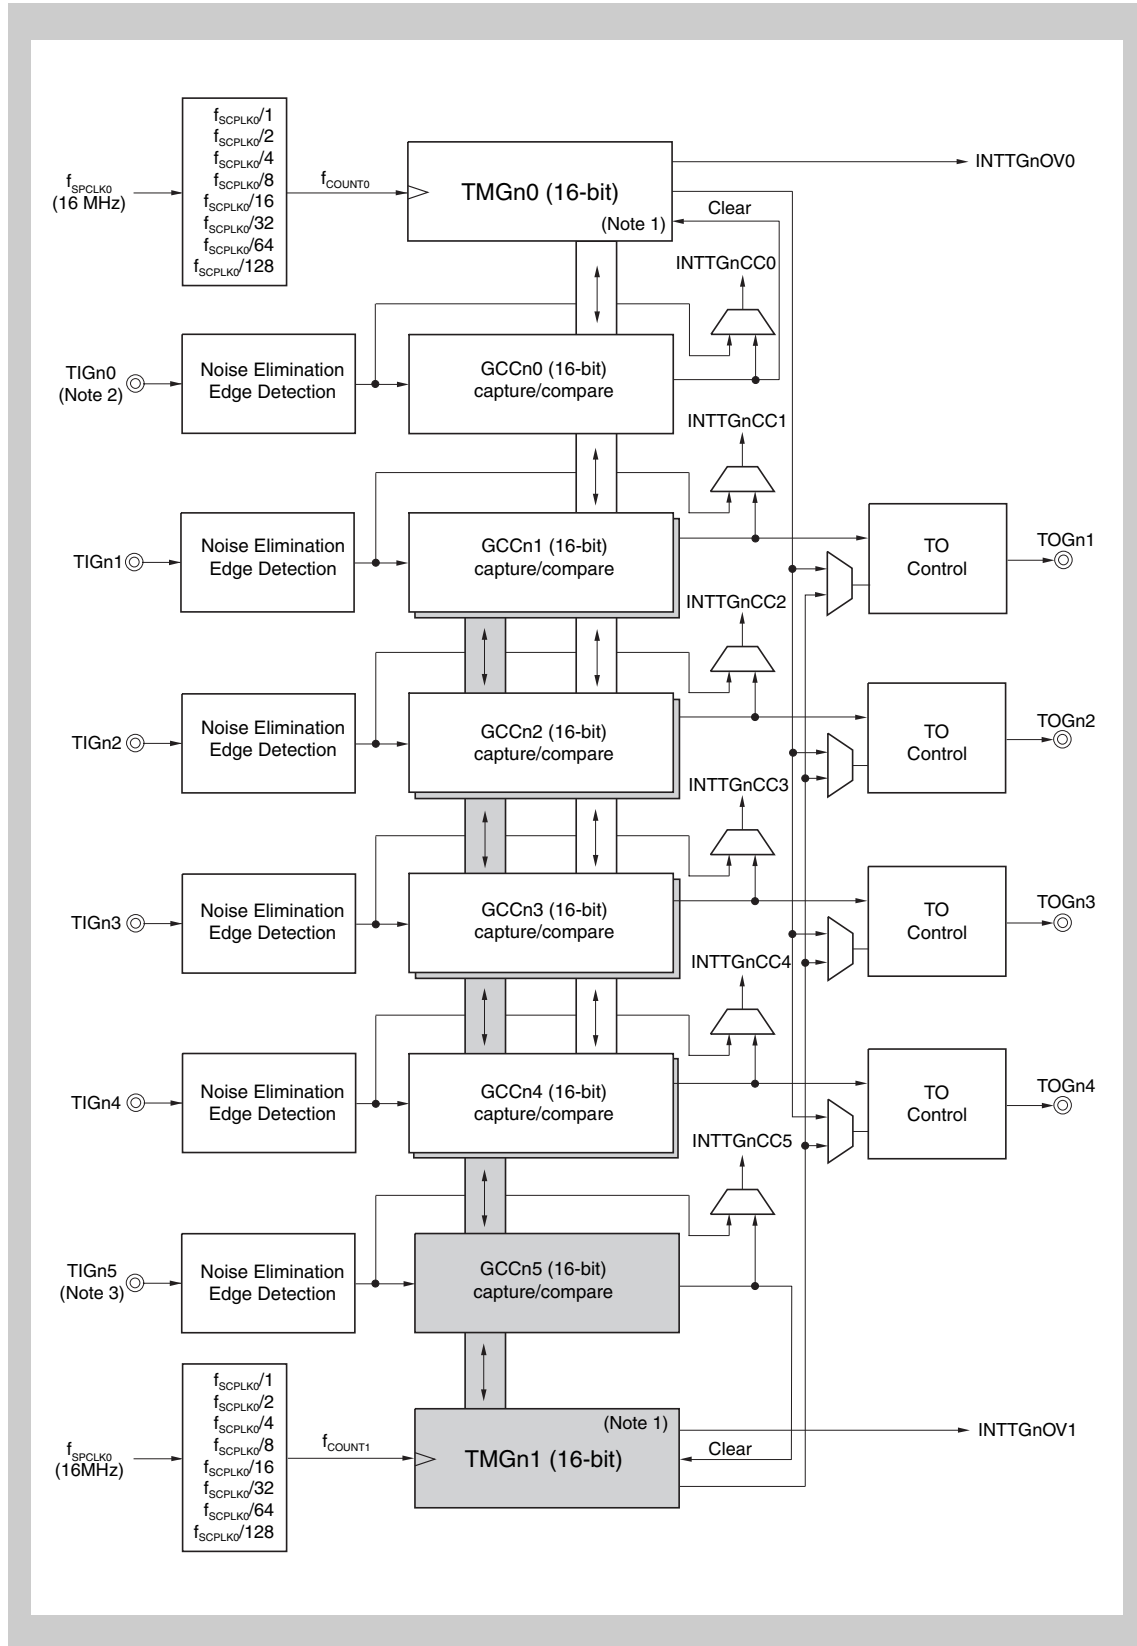 fSCPLK0/1
fSCPLK0/2
fSCPLK0/4
fSCPLK0/8
fSCPLK0/16
fSCPLK0/32
fSCPLK0/64
fSCPLK0/128
fSPCLK0
(16 MHz)
fCOUNT0
TMGn0 (16-bit)
(Note 1)
INTTGnOV0
Clear
INTTGnCC0
TIGn0
(Note 2)
Noise Elimination
Edge Detection
GCCn0 (16-bit)
capture/compare
INTTGnCC1
TIGn1
Noise Elimination
Edge Detection
GCCn1 (16-bit)
capture/compare
TO
Control
TOGn1
INTTGnCC2
TIGn2
Noise Elimination
Edge Detection
GCCn2 (16-bit)
capture/compare
TO
Control
TOGn2
INTTGnCC3
TIGn3
Noise Elimination
Edge Detection
GCCn3 (16-bit)
capture/compare
TO
Control
TOGn3
INTTGnCC4
TIGn4
Noise Elimination
Edge Detection
GCCn4 (16-bit)
capture/compare
TO
Control
TOGn4
INTTGnCC5
TIGn5
(Note 3)
Noise Elimination
Edge Detection
GCCn5 (16-bit)
capture/compare
fSCPLK0/1
fSCPLK0/2
fSCPLK0/4
fSCPLK0/8
fSCPLK0/16
fSCPLK0/32
fSCPLK0/64
fSCPLK0/128
fSPCLK0
(16MHz)
fCOUNT1
(Note 1)
TMGn1 (16-bit)
INTTGnOV1
Clear